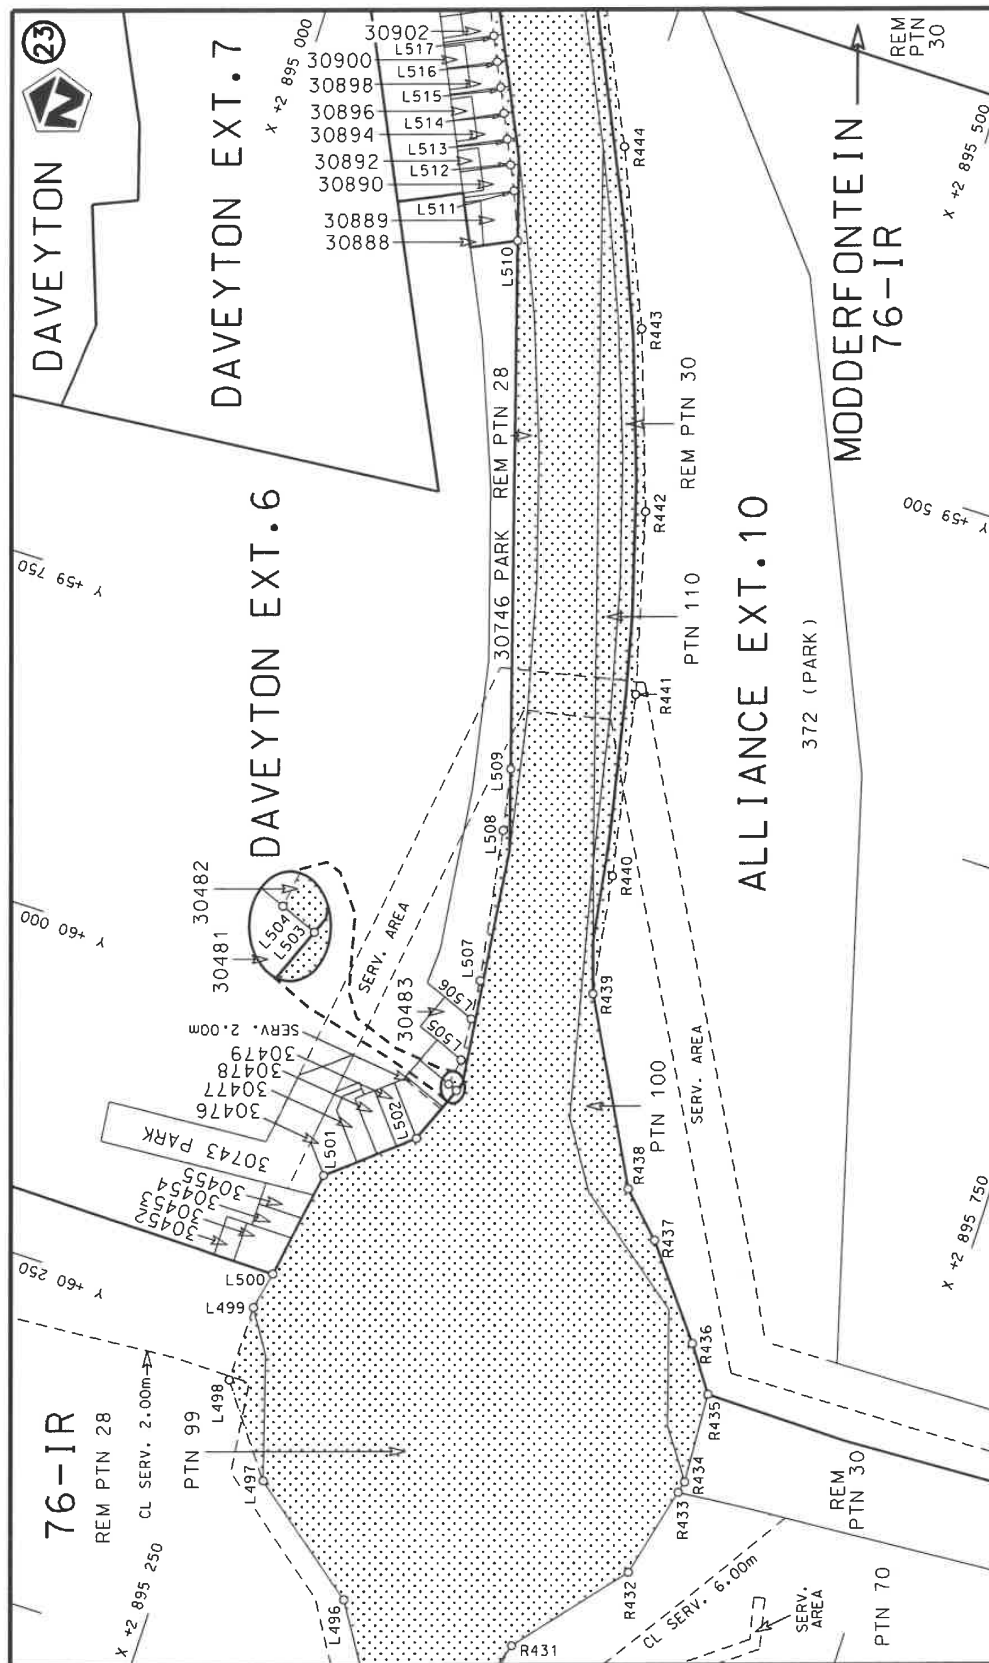 23
N
DAVEYTON
DAVEYTON EXT.7
X +2 895 000
30902
L517
30900
L516
30898
L515
30896
L514
30894
L513
30892
L512
30890
L511
30889
30888
L510
R444
REM
PTN
30
X +2 895 500
MODDERFONTEIN
76-IR
R443
REM PTN 28
REM PTN 30
R442
Y +59 500
Y +59 750
DAVEYTON EXT.6
30746 PARK
PTN 110
ALLIANCE EXT.10
372 (PARK)
R441
L509
L508
R440
30482
30481
L504
L503
Y +60 000
SERV. AREA
L507
L506
30483
L505
R439
SERV. 2.00m
30479
30478
30477
30476
L502
L501
30743 PARK
30455
30454
30453
30452
PTN 100
SERV. AREA
R438
R437
L500
L499
Y +60 250
X +2 895 750
R436
L498
R435
76-IR
REM PTN 28
CL SERV. 2.00m
PTN 99
L497
R434
R433
REM
PTN 30
X +2 895 250
L496
R432
R431
CL SERV. 6.00m
SERV.
AREA
PTN 70